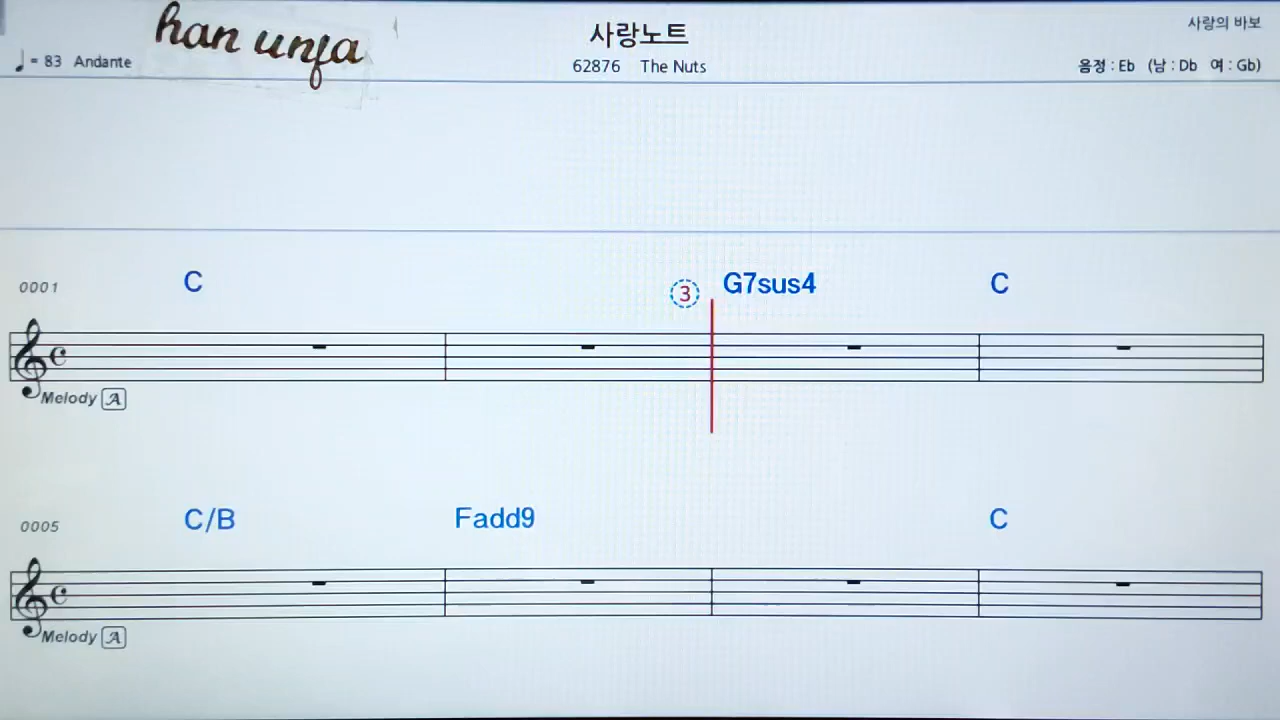 han unfa
사랑노트
사랑의 바보
♩= 83 Andante
62876 The Nuts
음정 : Eb (남 : Db 여 : Gb)
0001
C
③
G7sus4
C
Melody A
0005
C/B
Fadd9
C
Melody A